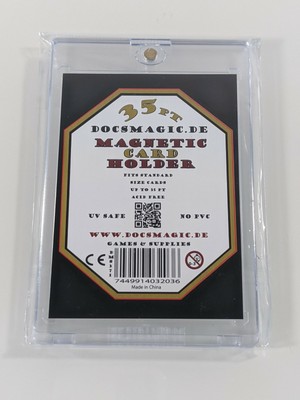 35PT
DOCSMAGIC.DE
MAGNETIC
CARD
HOLDER
FITS STANDARD
SIZE CARDS
UP TO 35 PT
ACID FREE
UV SAFE NO PVC
WWW.DOCSMAGIC.DE
GAMES & SUPPLIES
CE
7449914032036
Made in China